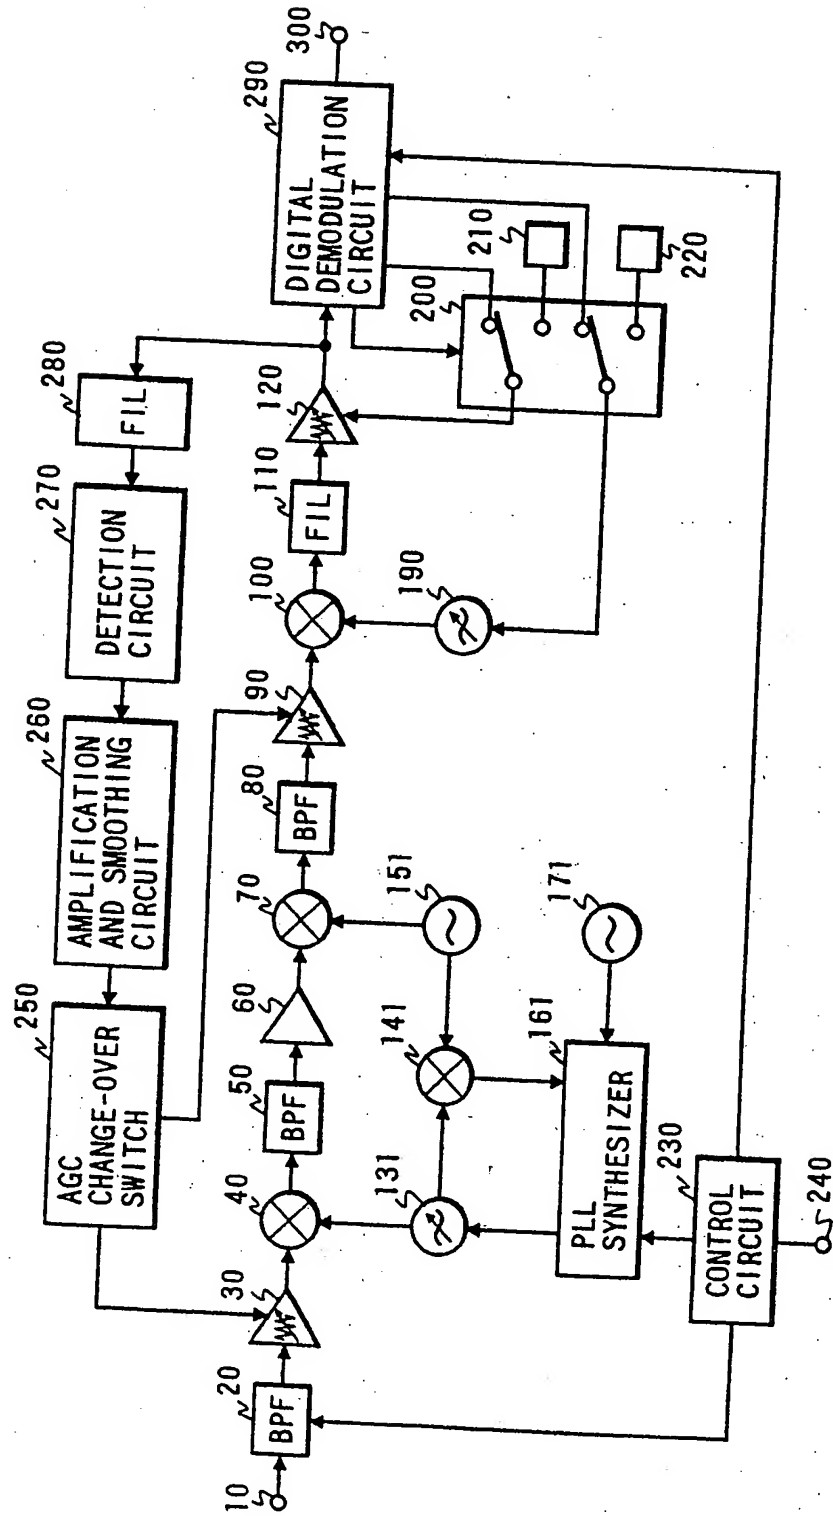 250
AGC
CHANGE-OVER
SWITCH
260
AMPLIFICATION
AND SMOOTHING
CIRCUIT
270
DETECTION
CIRCUIT
280
FIL
10
20
BPF
30
40
50
BPF
60
70
80
BPF
90
100
110
FIL
120
290
DIGITAL
DEMODULATION
CIRCUIT
300
131
141
151
190
200
210
220
161
PLL
SYNTHESIZER
171
230
CONTROL
CIRCUIT
240